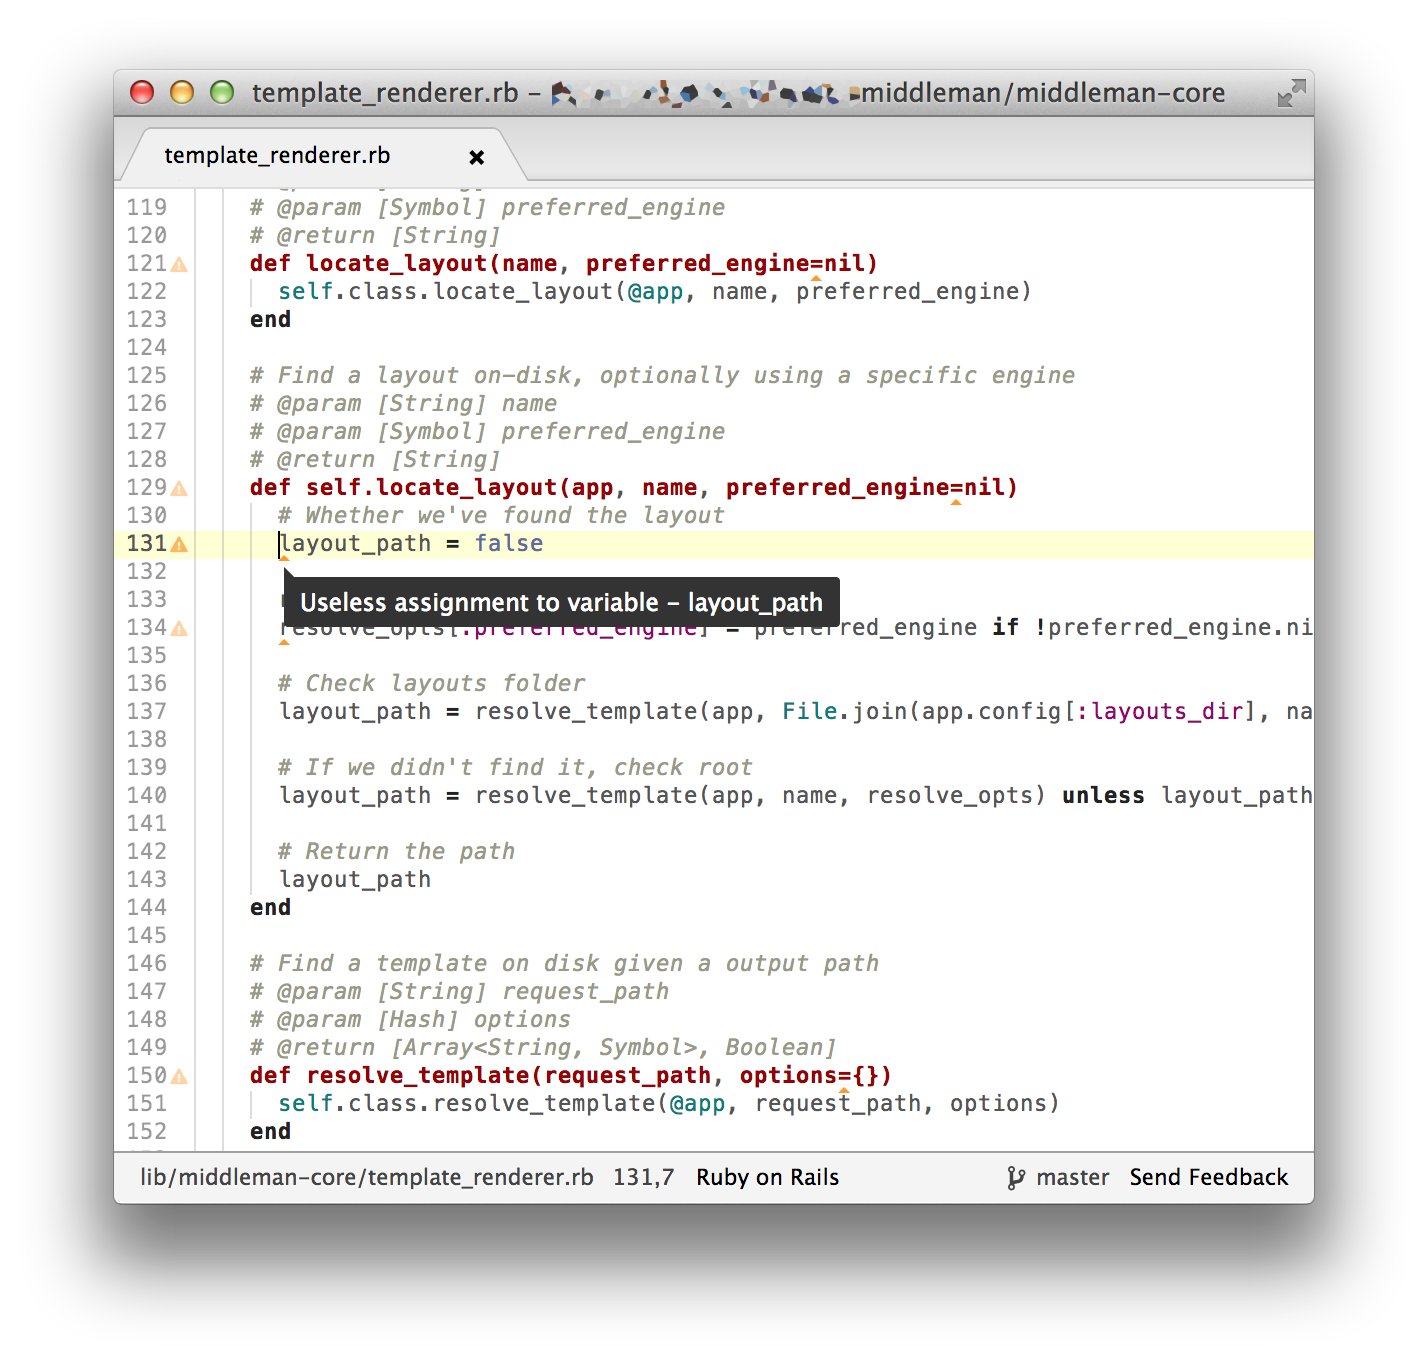 template_renderer.rb – middleman/middleman-core
template_renderer.rb
119 # @param [Symbol] preferred_engine
120 # @return [String]
121 def locate_layout(name, preferred_engine=nil)
122 self.class.locate_layout(@app, name, preferred_engine)
123 end
124
125 # Find a layout on-disk, optionally using a specific engine
126 # @param [String] name
127 # @param [Symbol] preferred_engine
128 # @return [String]
129 def self.locate_layout(app, name, preferred_engine=nil)
130 # Whether we've found the layout
131 layout_path = false
132
Useless assignment to variable – layout_path
133
134 resolve_opts[:preferred_engine] = preferred_engine if !preferred_engine.ni
135
136 # Check layouts folder
137 layout_path = resolve_template(app, File.join(app.config[:layouts_dir], na
138
139 # If we didn't find it, check root
140 layout_path = resolve_template(app, name, resolve_opts) unless layout_path
141
142 # Return the path
143 layout_path
144 end
145
146 # Find a template on disk given a output path
147 # @param [String] request_path
148 # @param [Hash] options
149 # @return [Array<String, Symbol>, Boolean]
150 def resolve_template(request_path, options={})
151 self.class.resolve_template(@app, request_path, options)
152 end
lib/middleman-core/template_renderer.rb 131,7 Ruby on Rails master Send Feedback